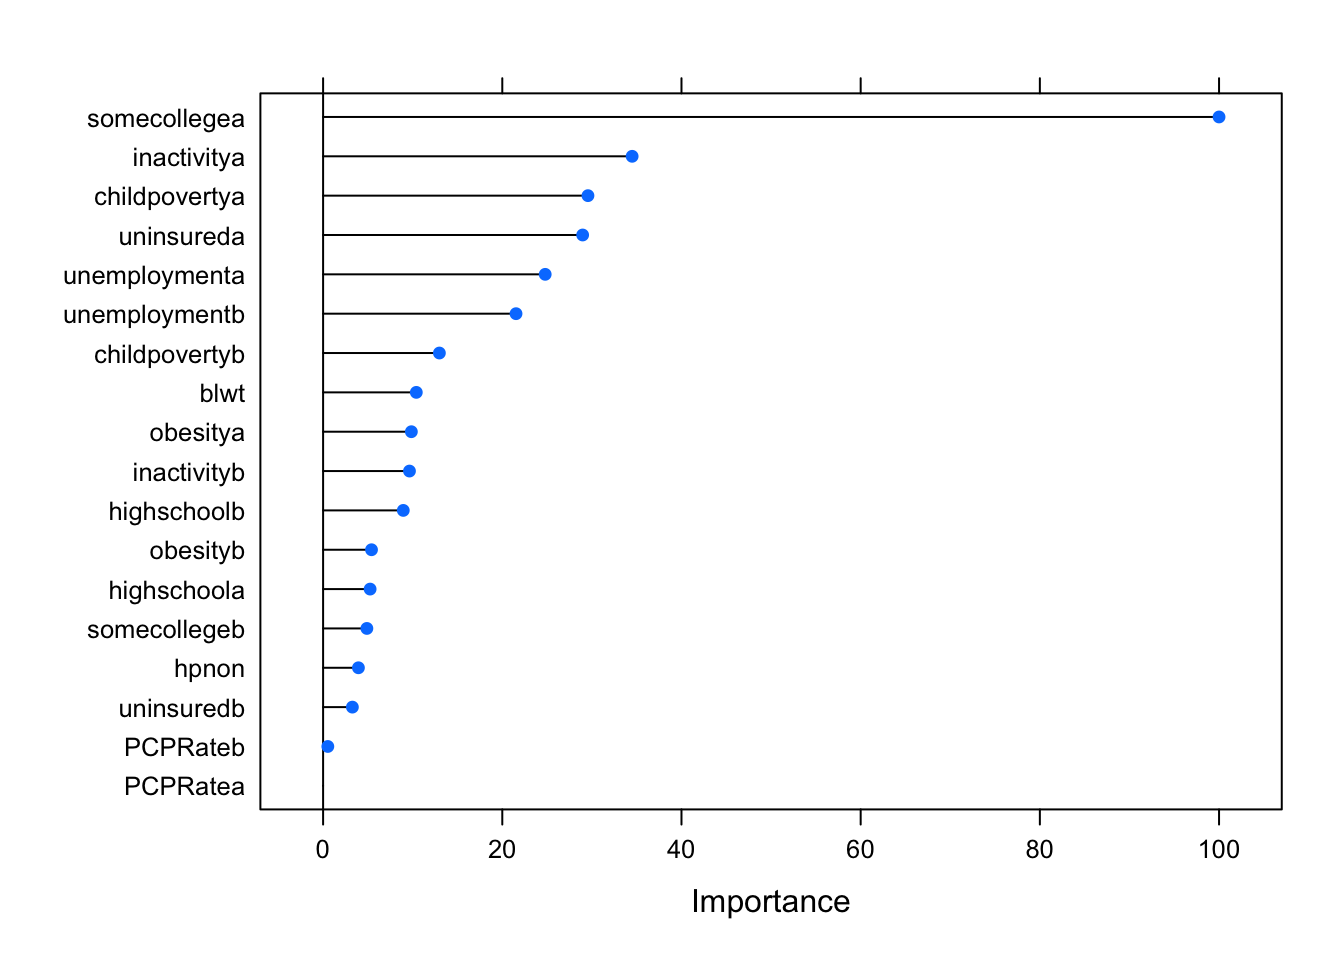 somecollegea
inactivitya
childpovertya
uninsureda
unemploymenta
unemploymentb
childpovertyb
blwt
obesitya
inactivityb
highschoolb
obesityb
highschoola
somecollegeb
hpnon
uninsuredb
PCPRateb
PCPRatea
0 20 40 60 80 100
Importance